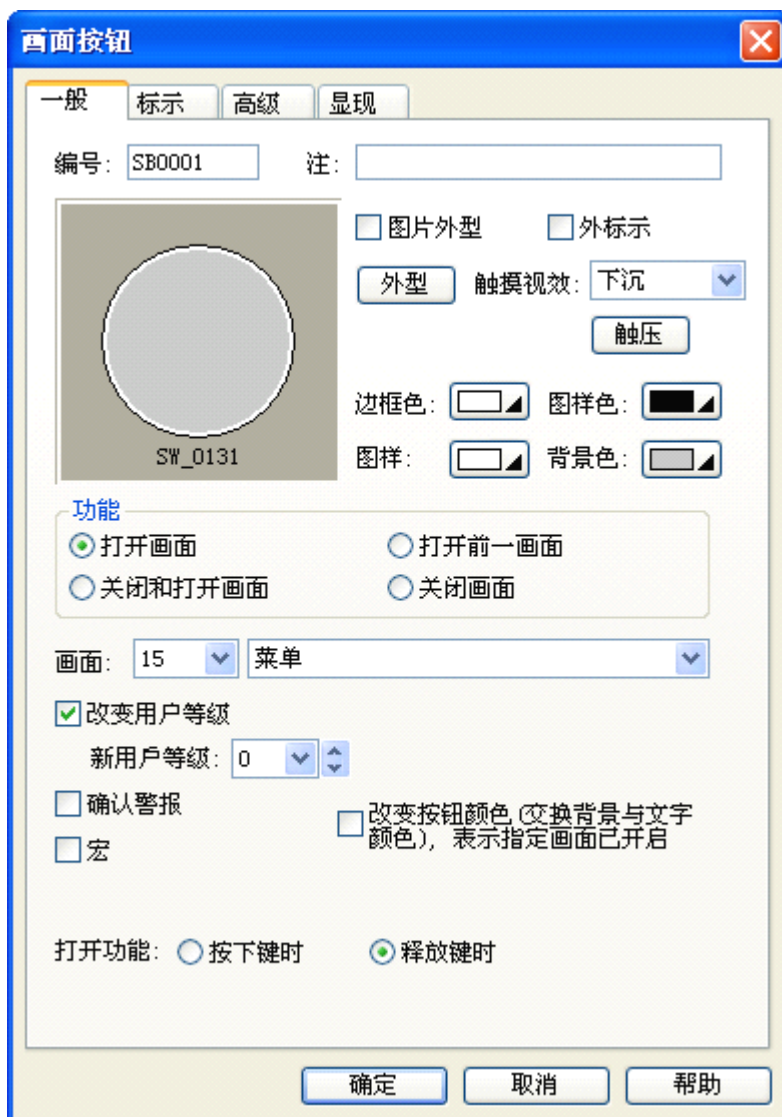 画面按钮
一般 标示 高级 显现
编号: SB0001 注:
图片外型 外标示
外型 触摸视效: 下沉
触压
边框色: 图样色:
SW_0131 图样: 背景色:
功能
打开画面 打开前一画面
关闭和打开画面 关闭画面
画面: 15 菜单
改变用户等级
新用戶等级: 0
确认警报
改变按钮颜色(交换背景与文字
颜色), 表示指定画面已开启
宏
打开功能: 按下键时 释放键时
确定 取消 帮助